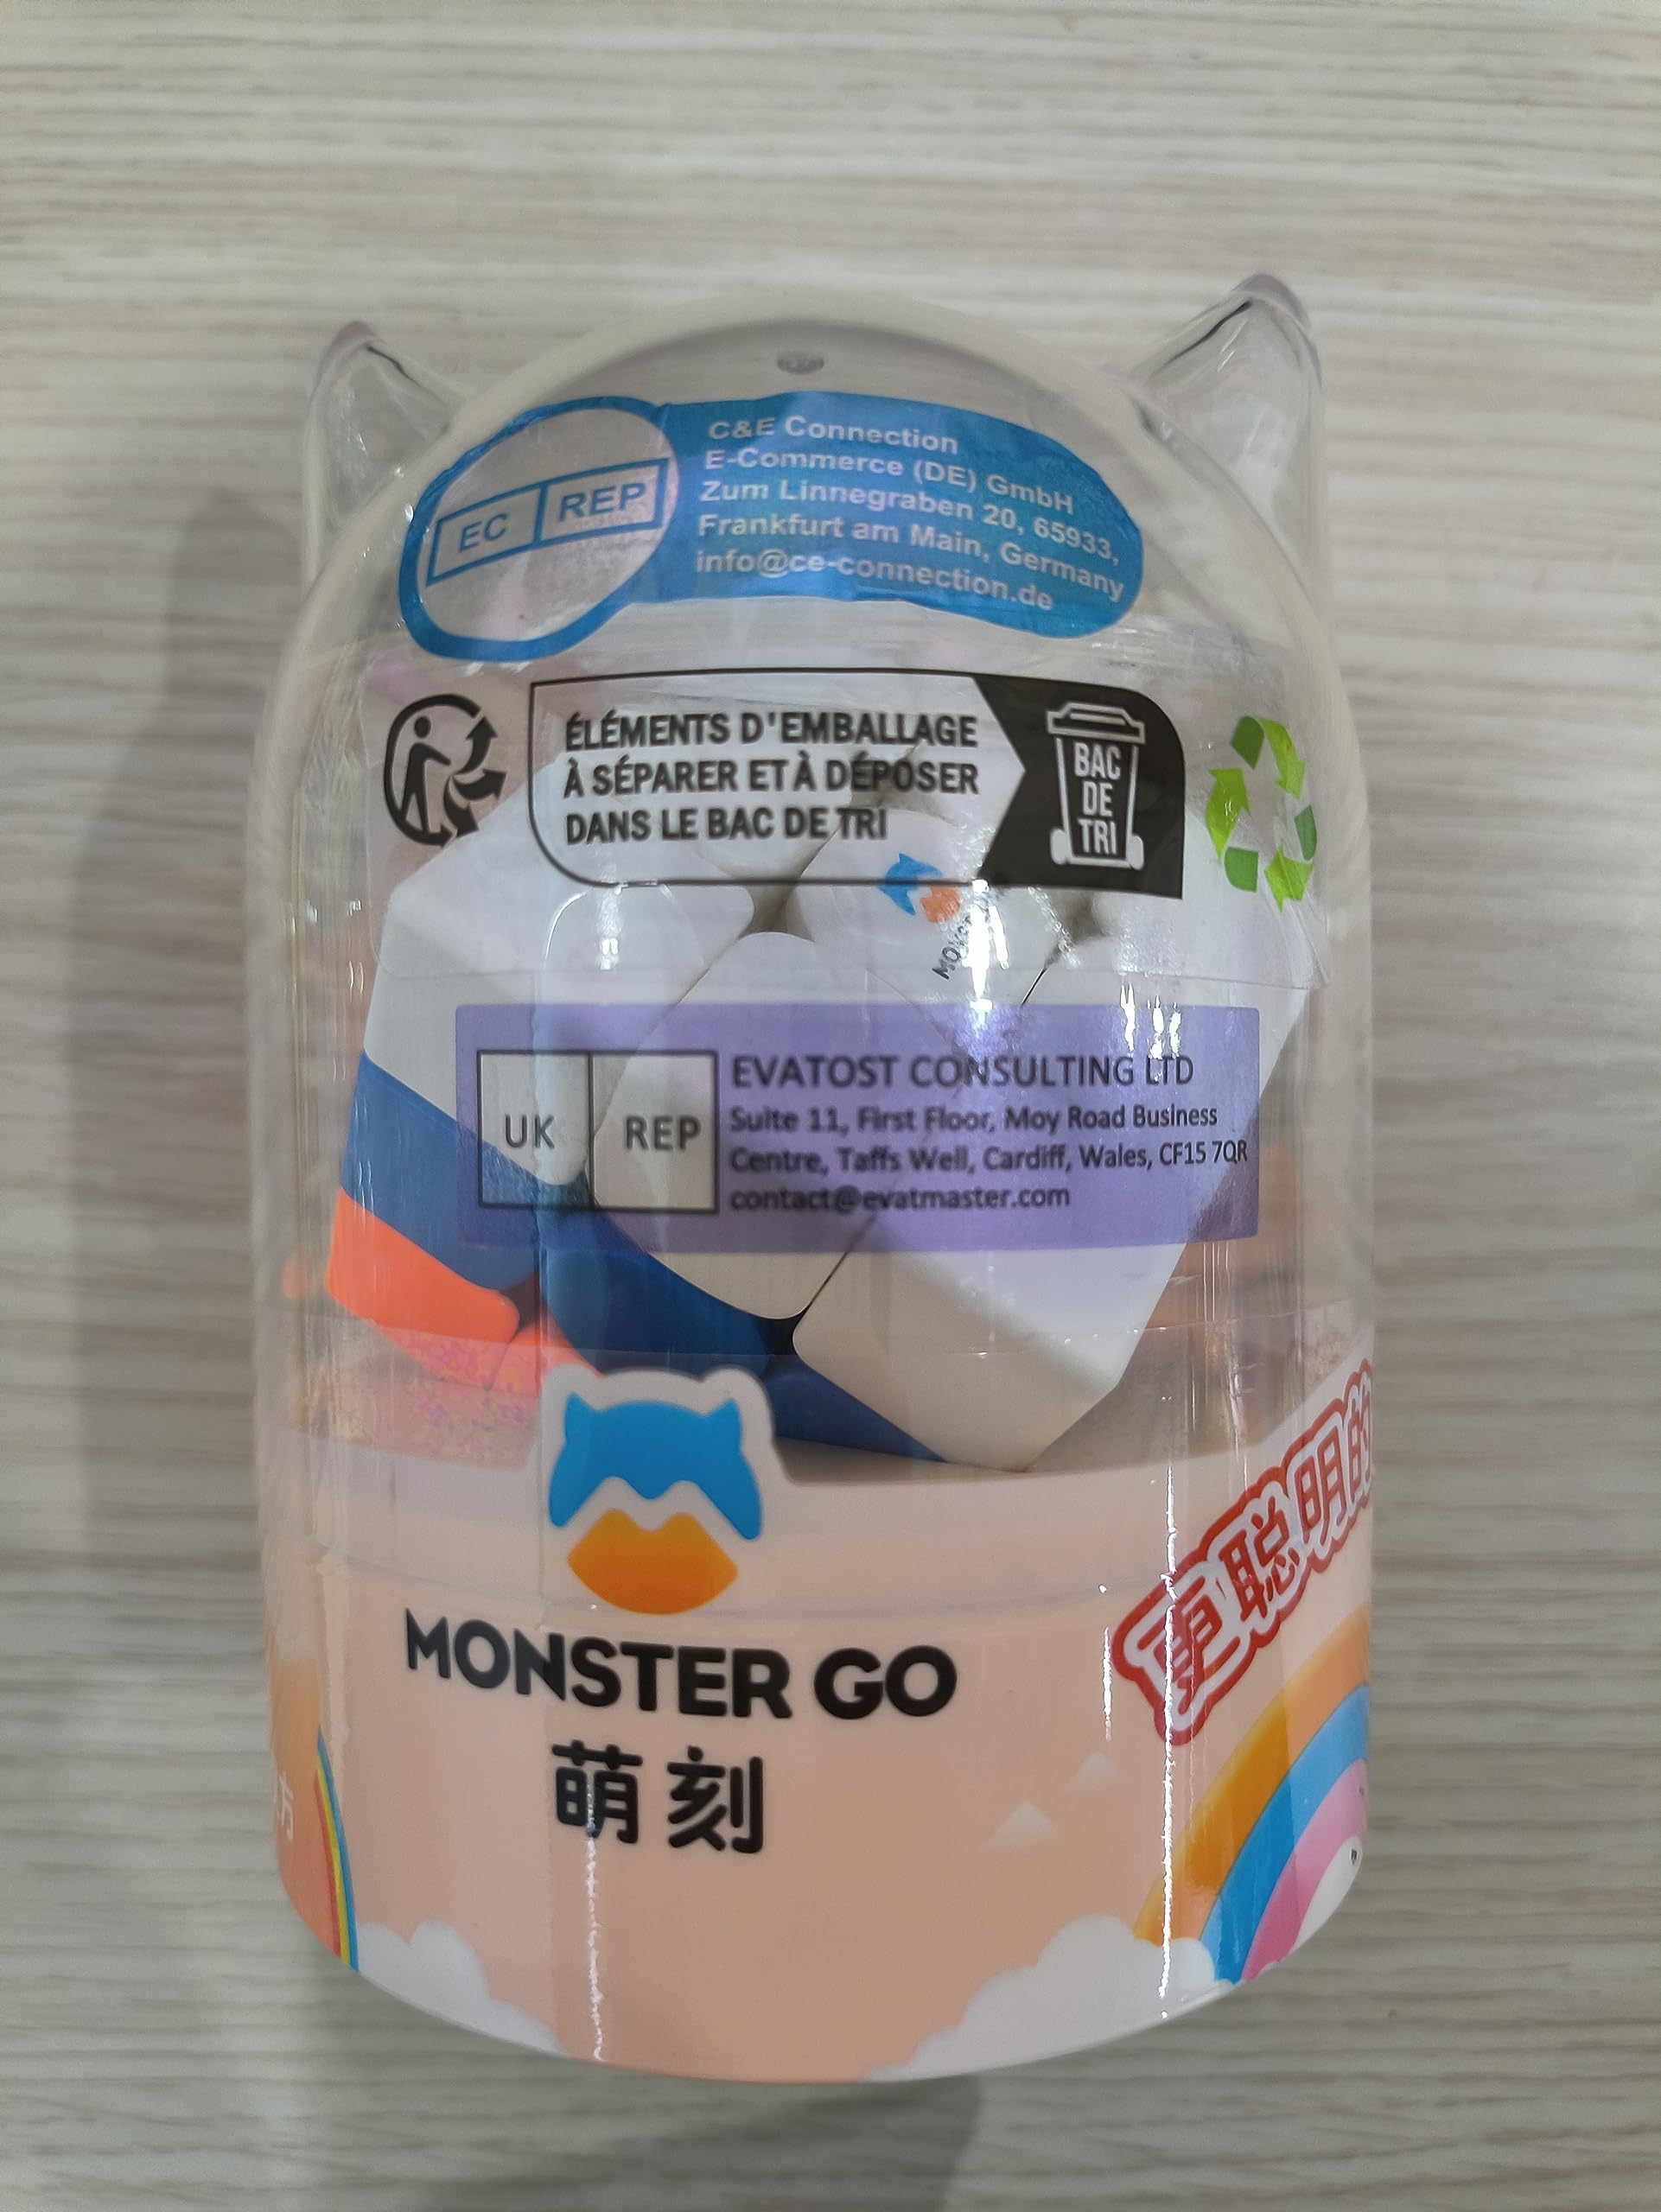 EC REP
C&E Connection
E-Commerce (DE) GmbH
Zum Linnegraben 20, 65933,
Frankfurt am Main, Germany
info@ce-connection.de
ÉLÉMENTS D'EMBALLAGE
À SÉPARER ET À DÉPOSER
DANS LE BAC DE TRI
BAC
DE
TRI
UK REP
EVATOST CONSULTING LTD
Suite 11, First Floor, Moy Road Business
Centre, Taffs Well, Cardiff, Wales, CF15 7QR
contact@evatmaster.com
更聪明的
MONSTER GO
萌刻